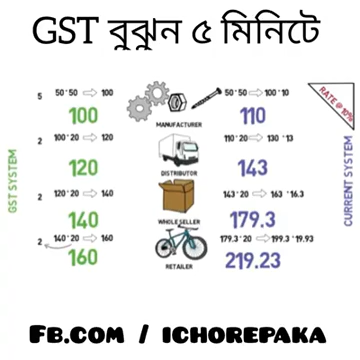 GST বুঝুন ৫ মিনিটে
5 50*50 ⇒ 100 50*50 ⇒ 100*10
100 110
MANUFACTURER
RATE @ 10%
2 100*20 ⇒ 120 110*20 ⇒ 130 *13
120 143
DISTRIBUTOR
GST SYSTEM
CURRENT SYSTEM
2 120*20 ⇒ 140 143*20 ⇒ 163 *16.3
140 179.3
WHOLE SELLER
2 140*20 ⇒ 160 179.3*20 ⇒ 199.3*19.93
160 219.23
RETAILER
FB.COM / ICHOREPAKA